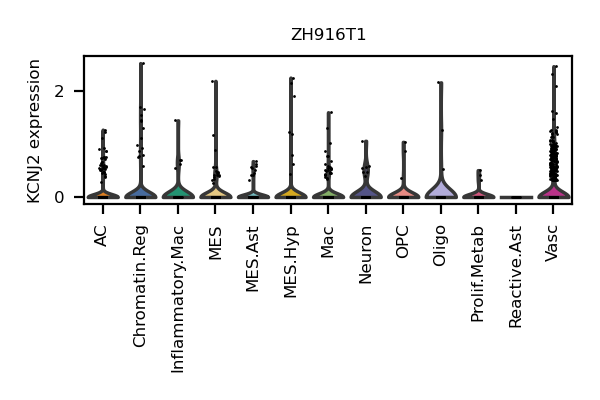 ZH916T1
KCNJ2 expression
2
0
AC
Chromatin.Reg
Inflammatory.Mac
MES
MES.Ast
MES.Hyp
Mac
Neuron
OPC
Oligo
Prolif.Metab
Reactive.Ast
Vasc